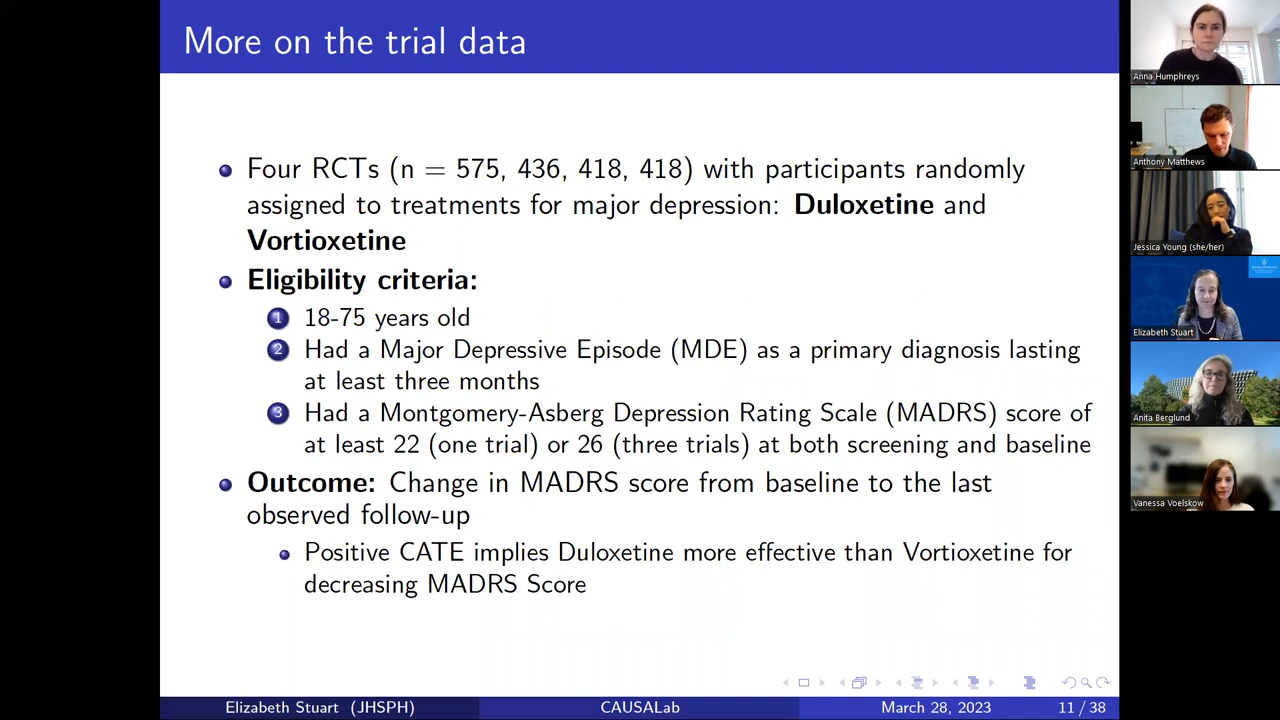 More on the trial data
Four RCTs (n = 575, 436, 418, 418) with participants randomly
assigned to treatments for major depression: Duloxetine and
Vortioxetine
Eligibility criteria:
1 18-75 years old
2 Had a Major Depressive Episode (MDE) as a primary diagnosis lasting
at least three months
3 Had a Montgomery-Asberg Depression Rating Scale (MADRS) score of
at least 22 (one trial) or 26 (three trials) at both screening and baseline
Outcome: Change in MADRS score from baseline to the last
observed follow-up
Positive CATE implies Duloxetine more effective than Vortioxetine for
decreasing MADRS Score
Elizabeth Stuart (JHSPH)
CAUSALab
March 28, 2023
11 / 38
Anna Humphreys
Anthony Matthews
Jessica Young (she/her)
Elizabeth Stuart
Anita Berglund
Vanessa Voelskow